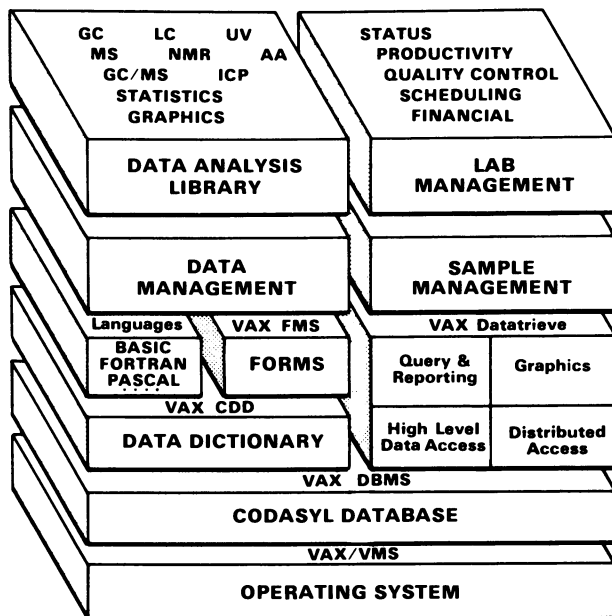 GC LC UV
MS NMR AA
GC/MS ICP
STATISTICS
GRAPHICS
DATA ANALYSIS
LIBRARY
STATUS
PRODUCTIVITY
QUALITY CONTROL
SCHEDULING
FINANCIAL
LAB
MANAGEMENT
DATA
MANAGEMENT
SAMPLE
MANAGEMENT
Languages
BASIC
FORTRAN
PASCAL
....
VAX FMS
FORMS
VAX Datatrieve
Query &
Reporting
Graphics
High Level
Data Access
Distributed
Access
VAX CDD
DATA DICTIONARY
VAX DBMS
CODASYL DATABASE
VAX/VMS
OPERATING SYSTEM